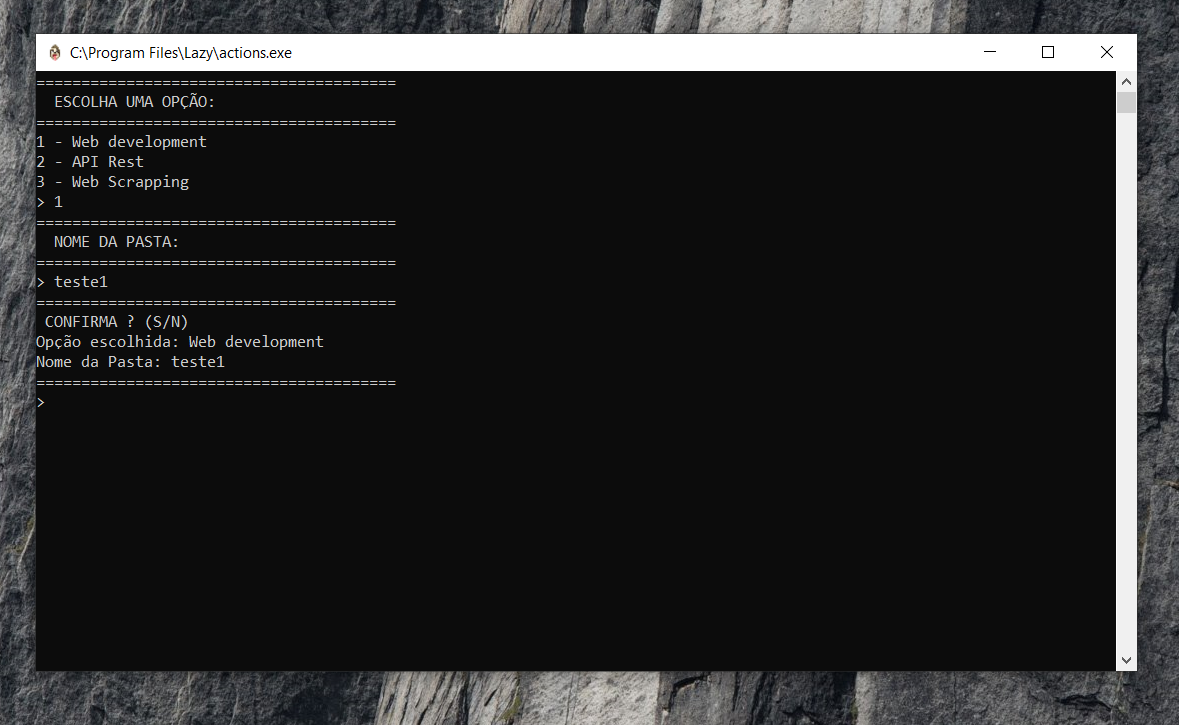 C:\Program Files\Lazy\actions.exe
========================================
ESCOLHA UMA OPÇÃO:
========================================
1 - Web development
2 - API Rest
3 - Web Scrapping
> 1
========================================
NOME DA PASTA:
========================================
> teste1
========================================
CONFIRMA ? (S/N)
Opção escolhida: Web development
Nome da Pasta: teste1
========================================
>